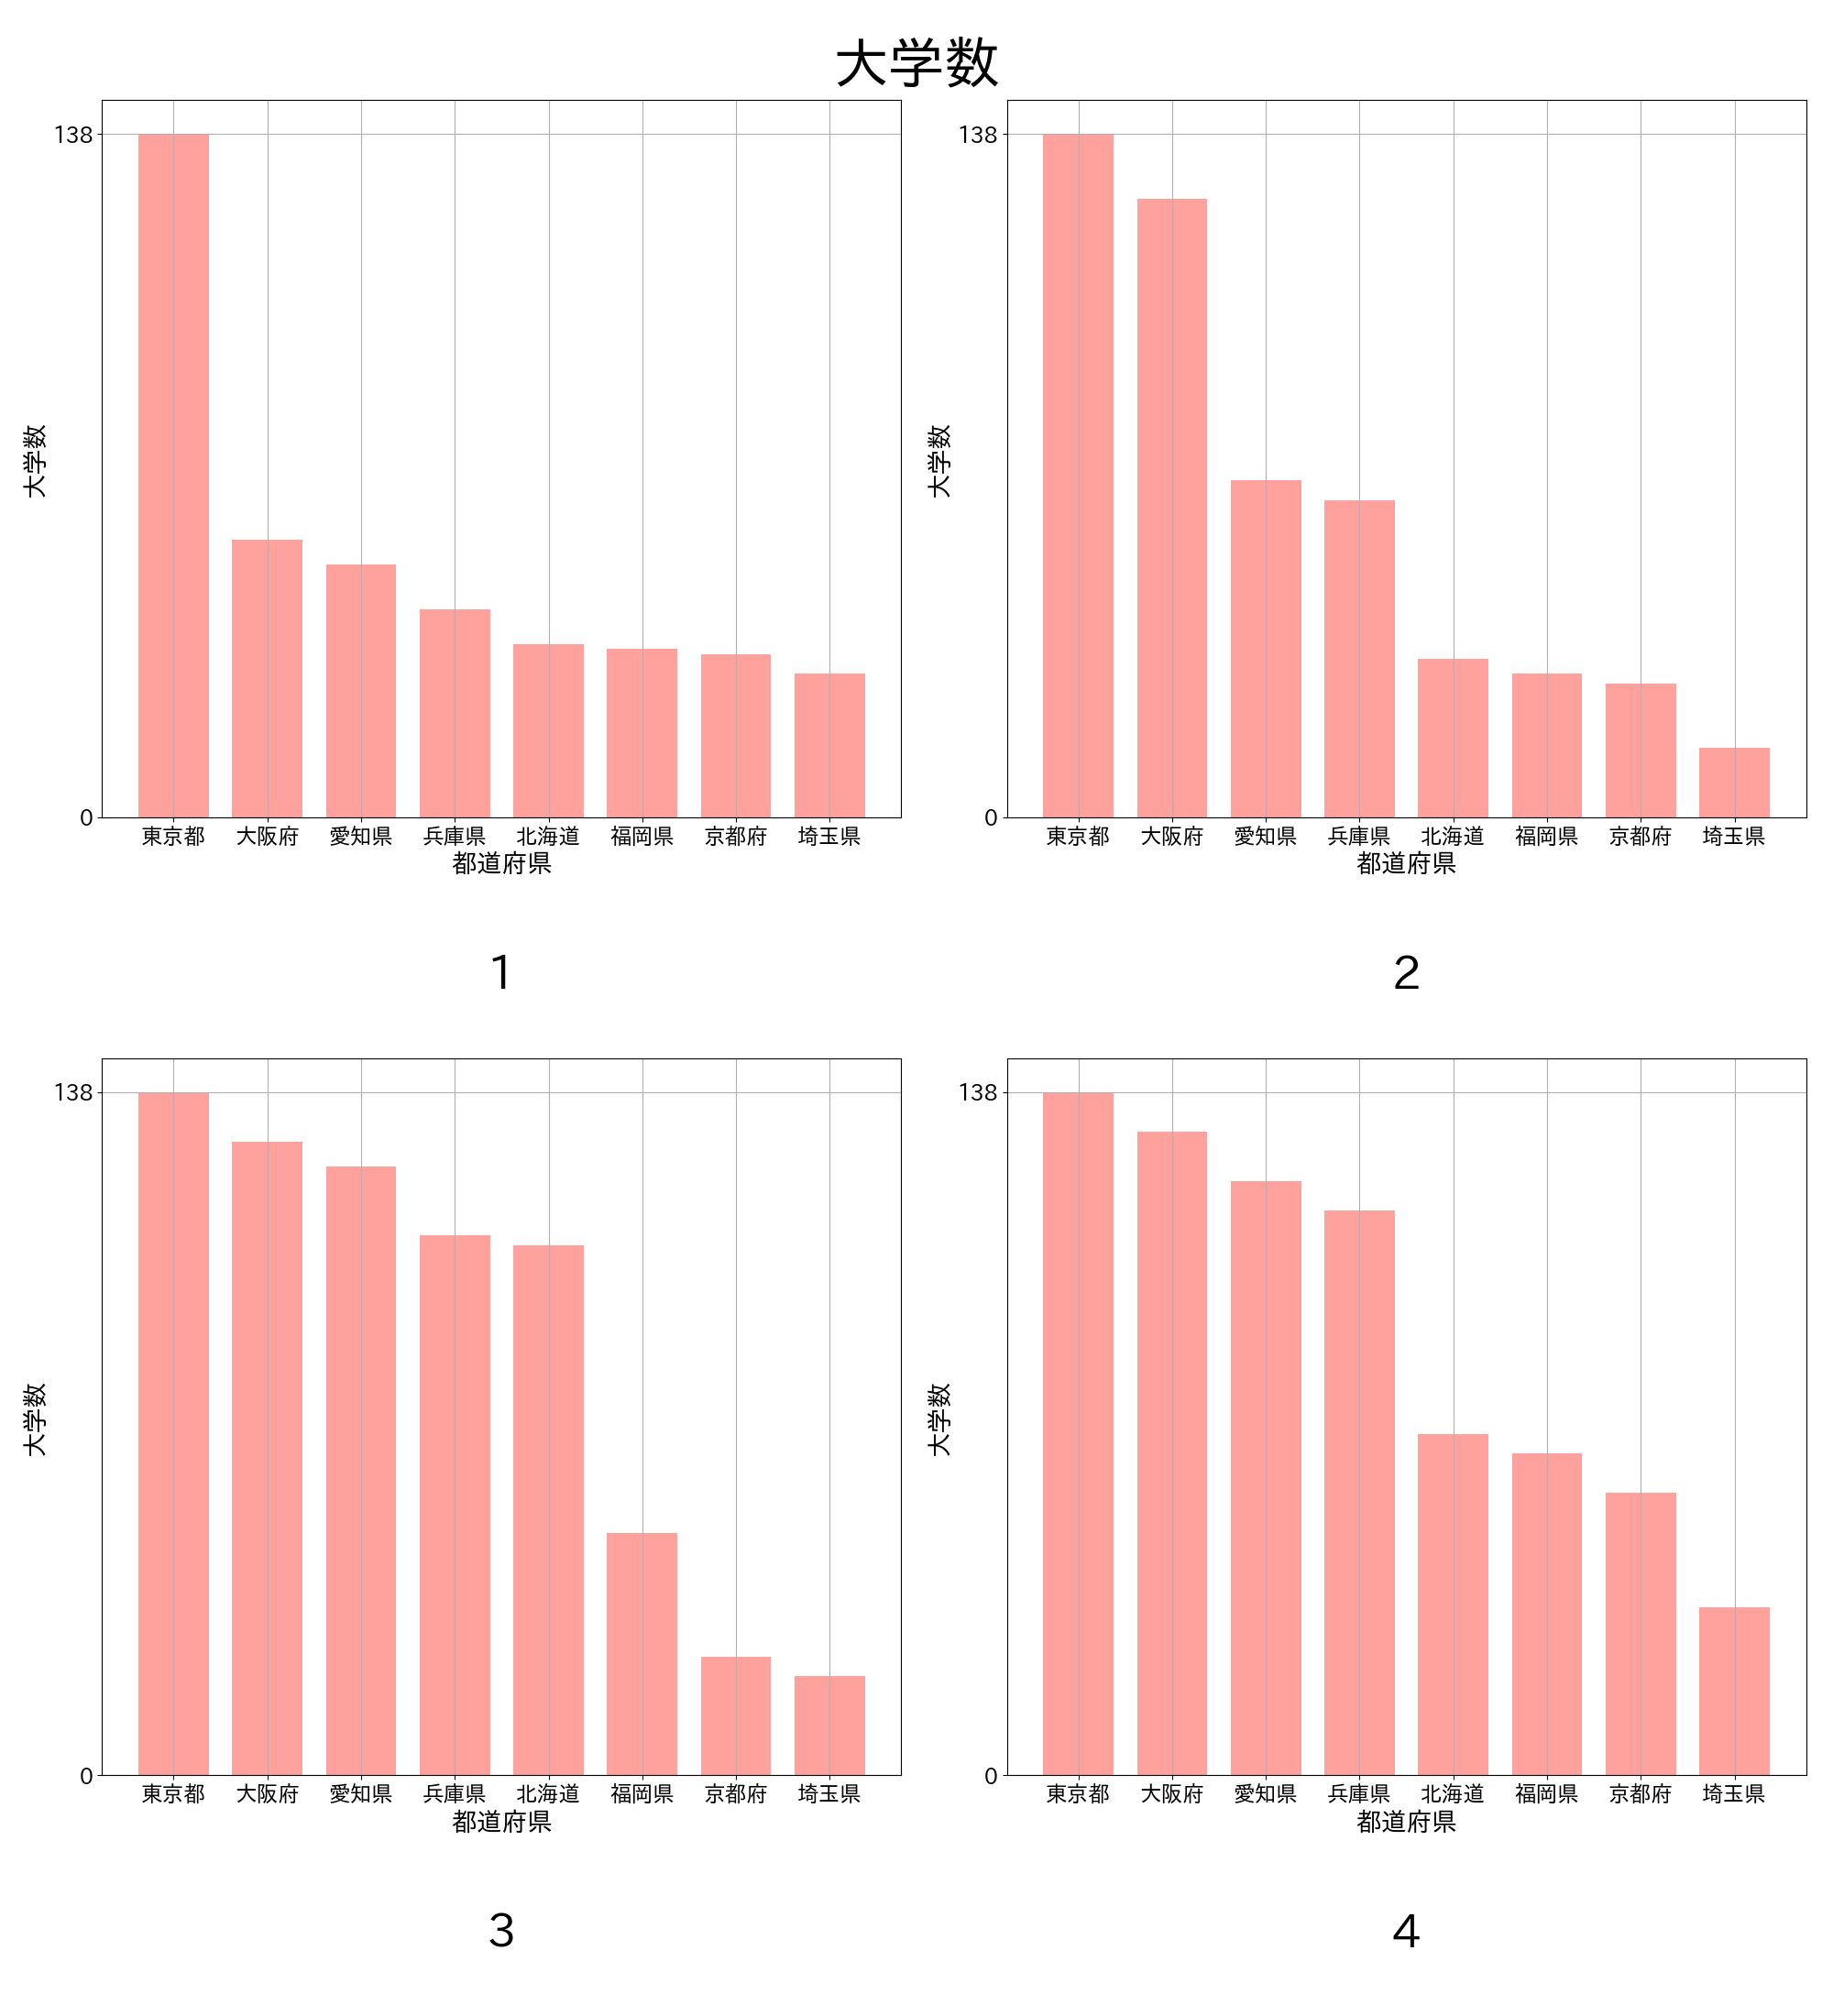 大学数
138
大学数
0
東京都 大阪府 愛知県 兵庫県 北海道 福岡県 京都府 埼玉県
都道府県
1
138
大学数
0
東京都 大阪府 愛知県 兵庫県 北海道 福岡県 京都府 埼玉県
都道府県
2
138
大学数
0
東京都 大阪府 愛知県 兵庫県 北海道 福岡県 京都府 埼玉県
都道府県
3
138
大学数
0
東京都 大阪府 愛知県 兵庫県 北海道 福岡県 京都府 埼玉県
都道府県
4